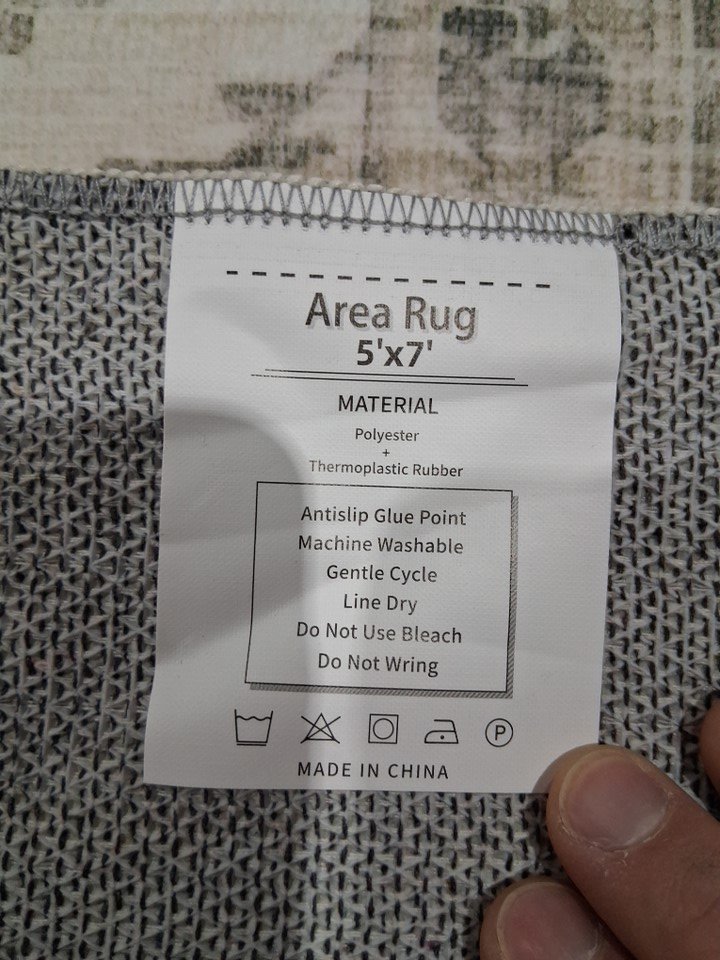 Area Rug
5'x7'
MATERIAL
Polyester
+
Thermoplastic Rubber
Antislip Glue Point
Machine Washable
Gentle Cycle
Line Dry
Do Not Use Bleach
Do Not Wring
P
MADE IN CHINA